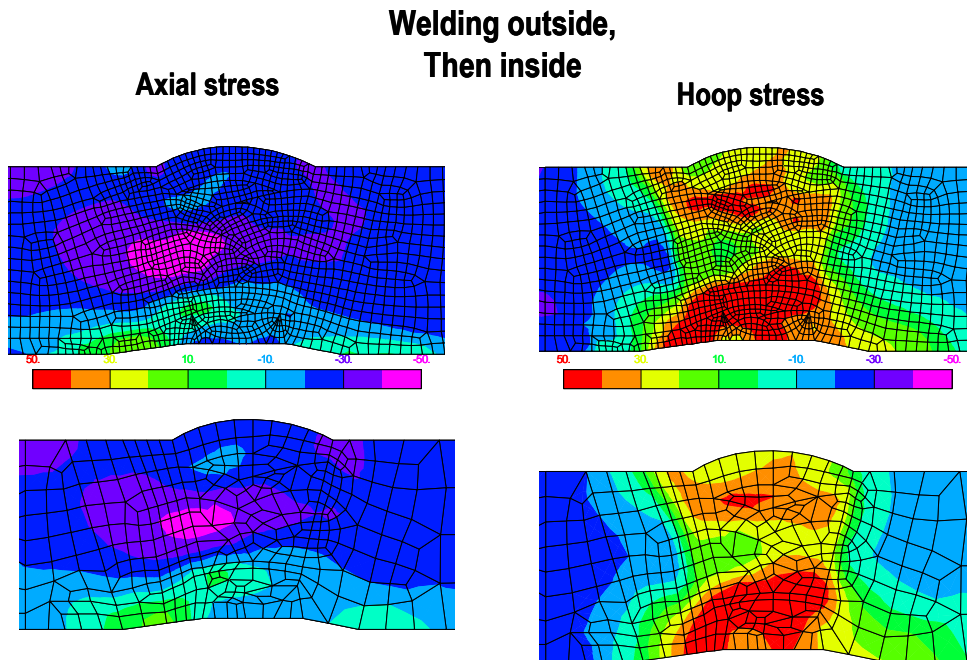 Welding outside,
Then inside
Axial stress
Hoop stress
50. 30. 10. -10. -30. -50.
50. 30. 10. -10. -30. -50.